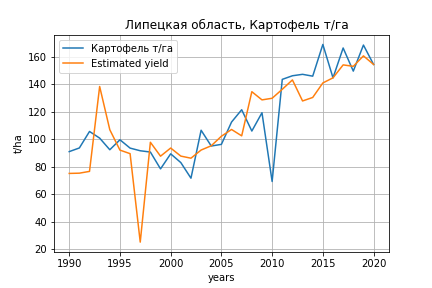 Липецкая область, Картофель т/га
Картофель т/га
Estimated yield
t/ha
160
140
120
100
80
60
40
20
1990 1995 2000 2005 2010 2015 2020
years